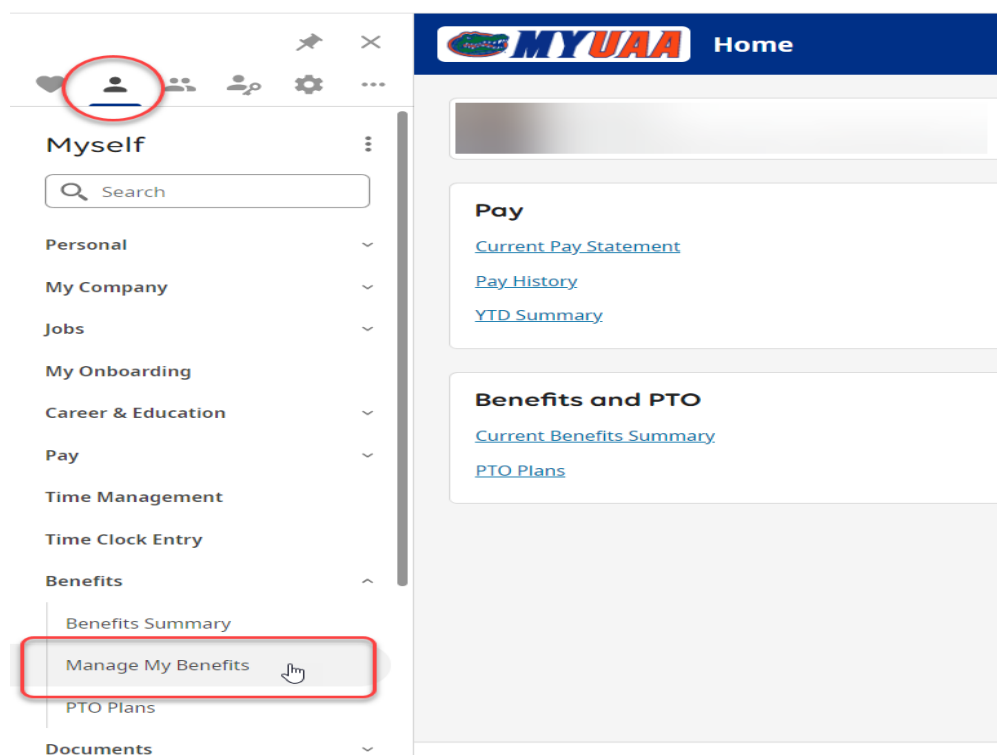 Myself
Search
Personal
My Company
Jobs
My Onboarding
Career & Education
Pay
Time Management
Time Clock Entry
Benefits
Benefits Summary
Manage My Benefits
PTO Plans
Documents
MYUAA Home
Pay
Current Pay Statement
Pay History
YTD Summary
Benefits and PTO
Current Benefits Summary
PTO Plans